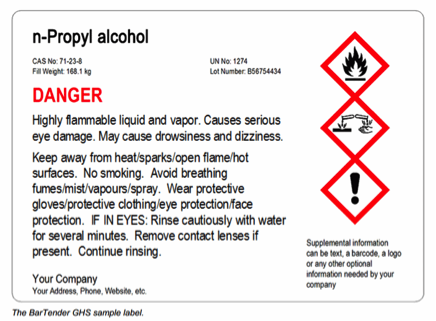 n-Propyl alcohol
CAS No: 71-23-8
Fill Weight: 168.1 kg
UN No: 1274
Lot Number: B56754434
DANGER
Highly flammable liquid and vapor. Causes serious
eye damage. May cause drowsiness and dizziness.
Keep away from heat/sparks/open flame/hot
surfaces. No smoking. Avoid breathing
fumes/mist/vapours/spray. Wear protective
gloves/protective clothing/eye protection/face
protection. IF IN EYES: Rinse cautiously with water
for several minutes. Remove contact lenses if
present. Continue rinsing.
Your Company
Your Address, Phone, Website, etc.
Supplemental information
can be text, a barcode, a logo
or any other optional
information needed by your
company
The BarTender GHS sample label.